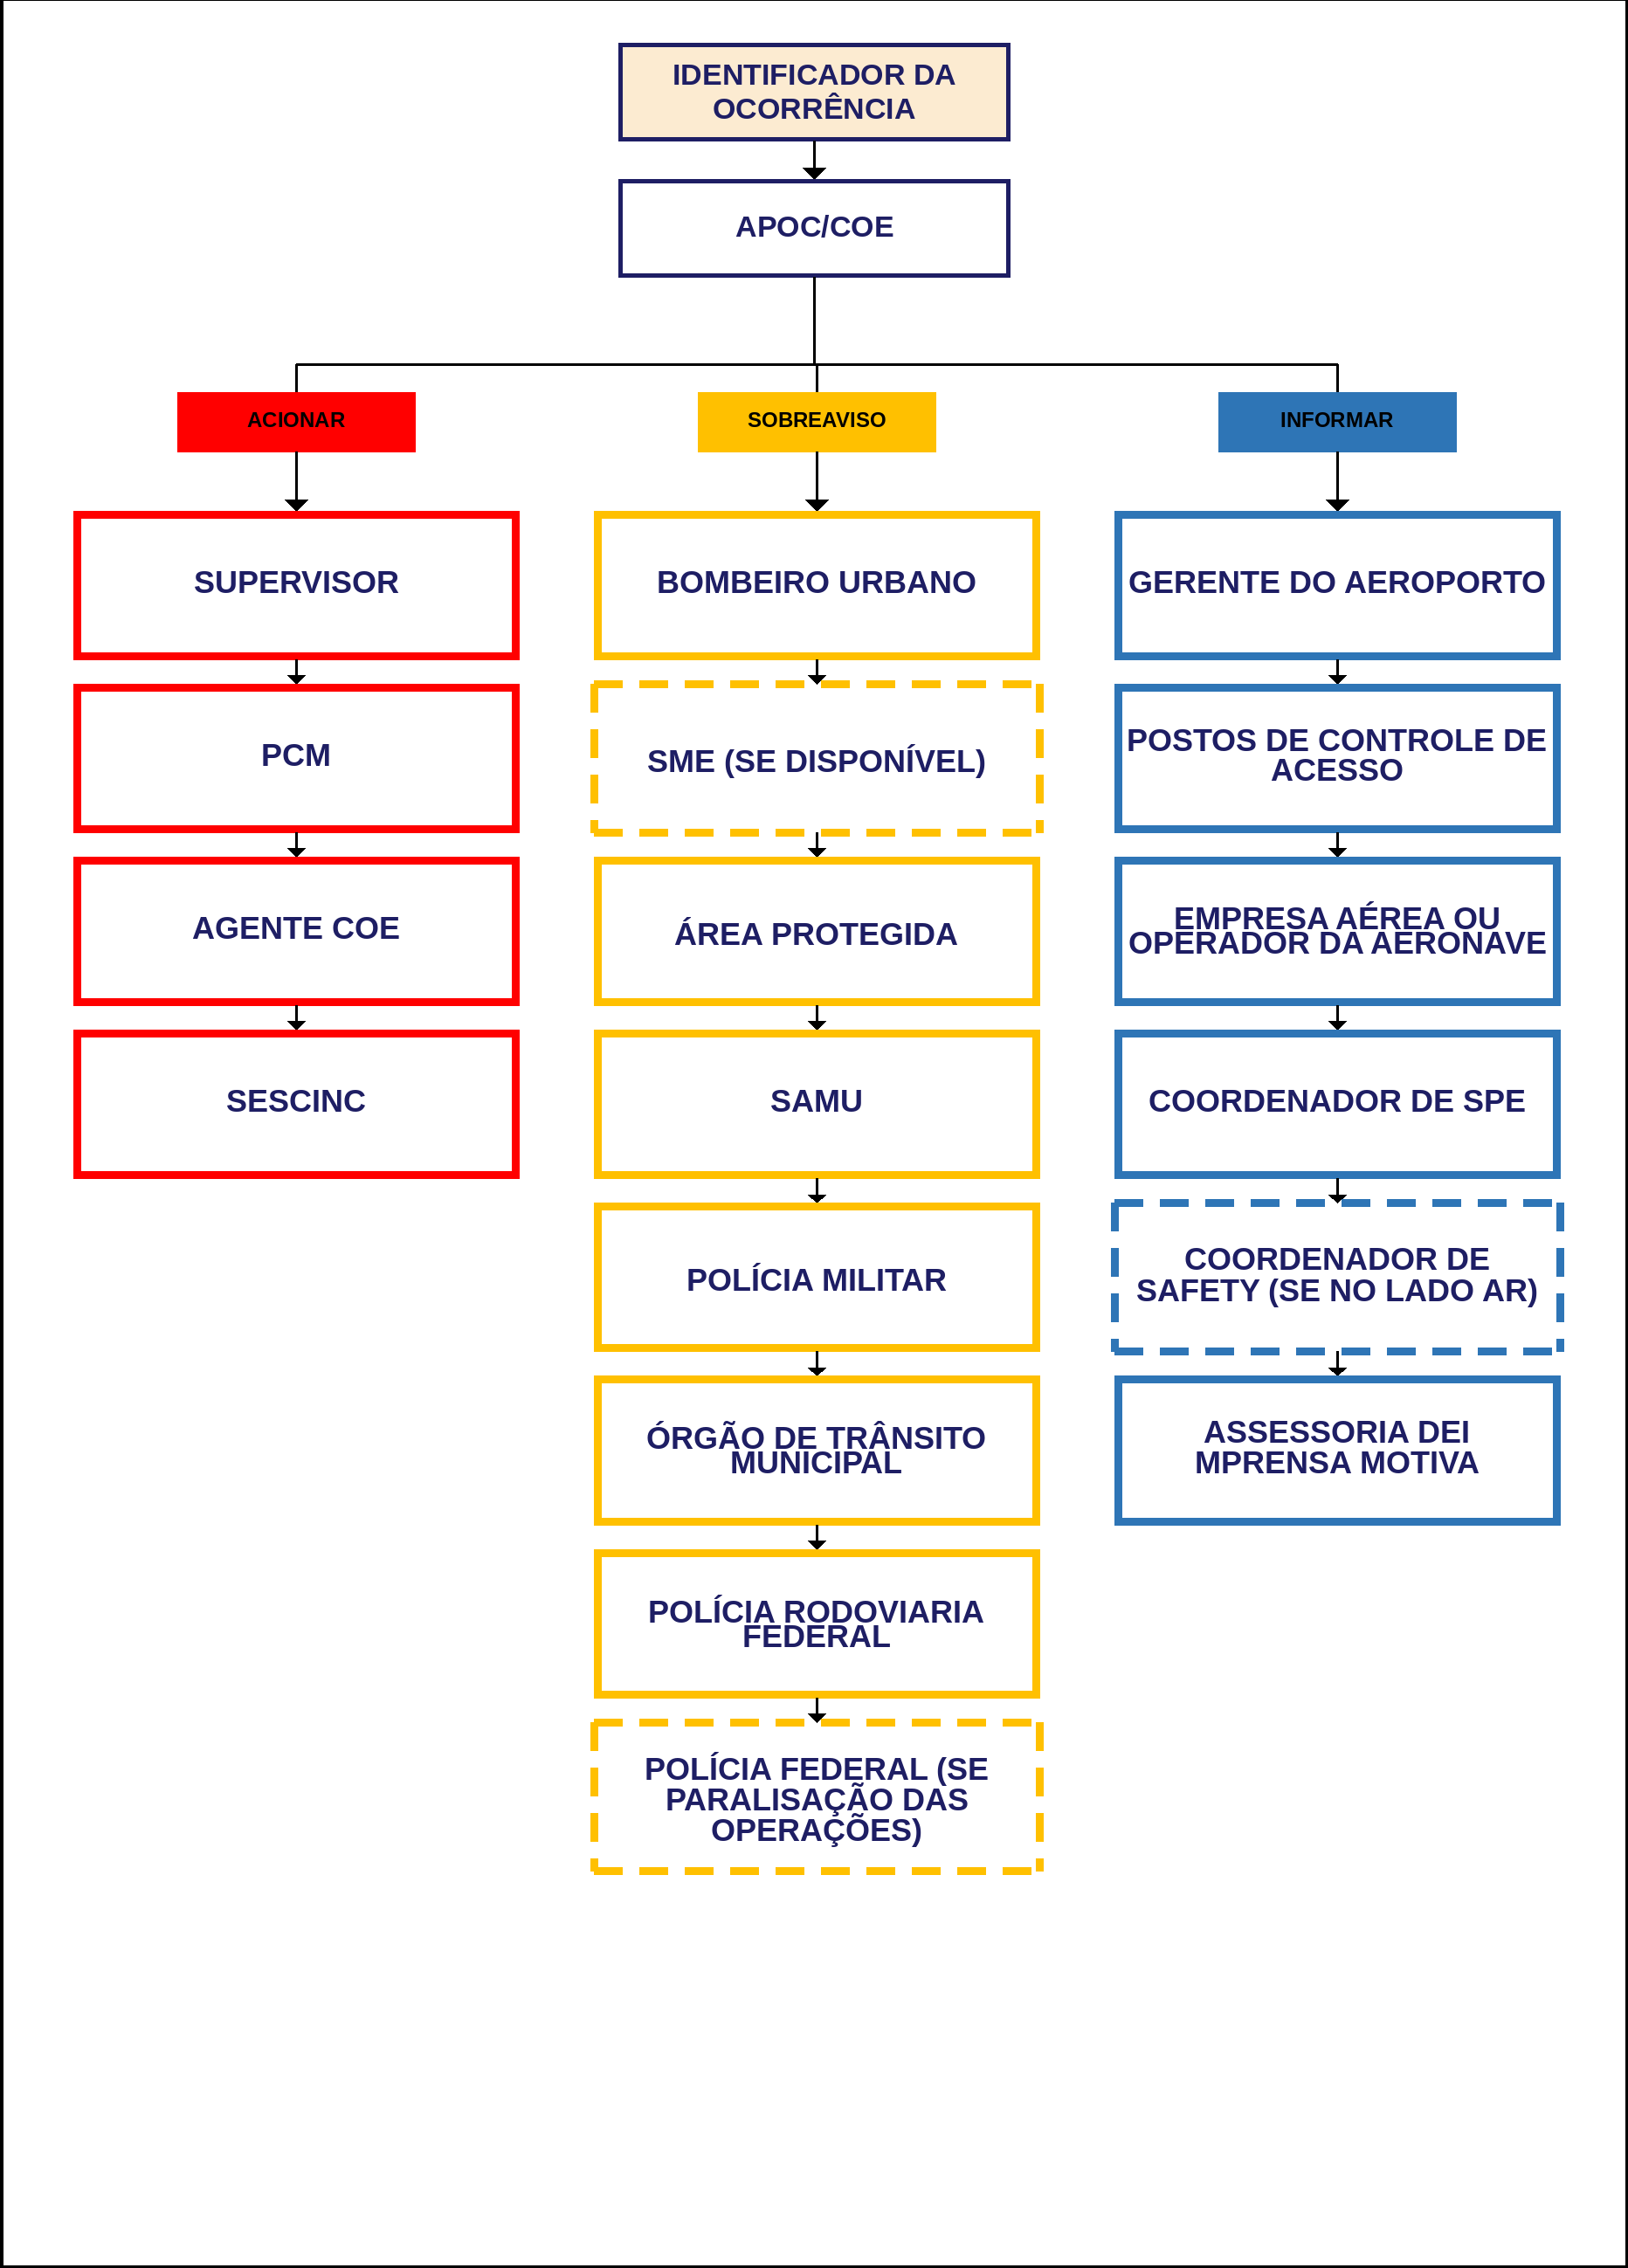 IDENTIFICADOR DA
OCORRÊNCIA
APOC/COE
ACIONAR
SUPERVISOR
PCM
AGENTE COE
SESCINC
SOBREAVISO
BOMBEIRO URBANO
SME (SE DISPONÍVEL)
ÁREA PROTEGIDA
SAMU
POLÍCIA MILITAR
ÓRGÃO DE TRÂNSITO
MUNICIPAL
POLÍCIA RODOVIARIA
FEDERAL
POLÍCIA FEDERAL (SE
PARALISAÇÃO DAS
OPERAÇÕES)
INFORMAR
GERENTE DO AEROPORTO
POSTOS DE CONTROLE DE
ACESSO
EMPRESA AÉREA OU
OPERADOR DA AERONAVE
COORDENADOR DE SPE
COORDENADOR DE
SAFETY (SE NO LADO AR)
ASSESSORIA DEI
MPRENSA MOTIVA